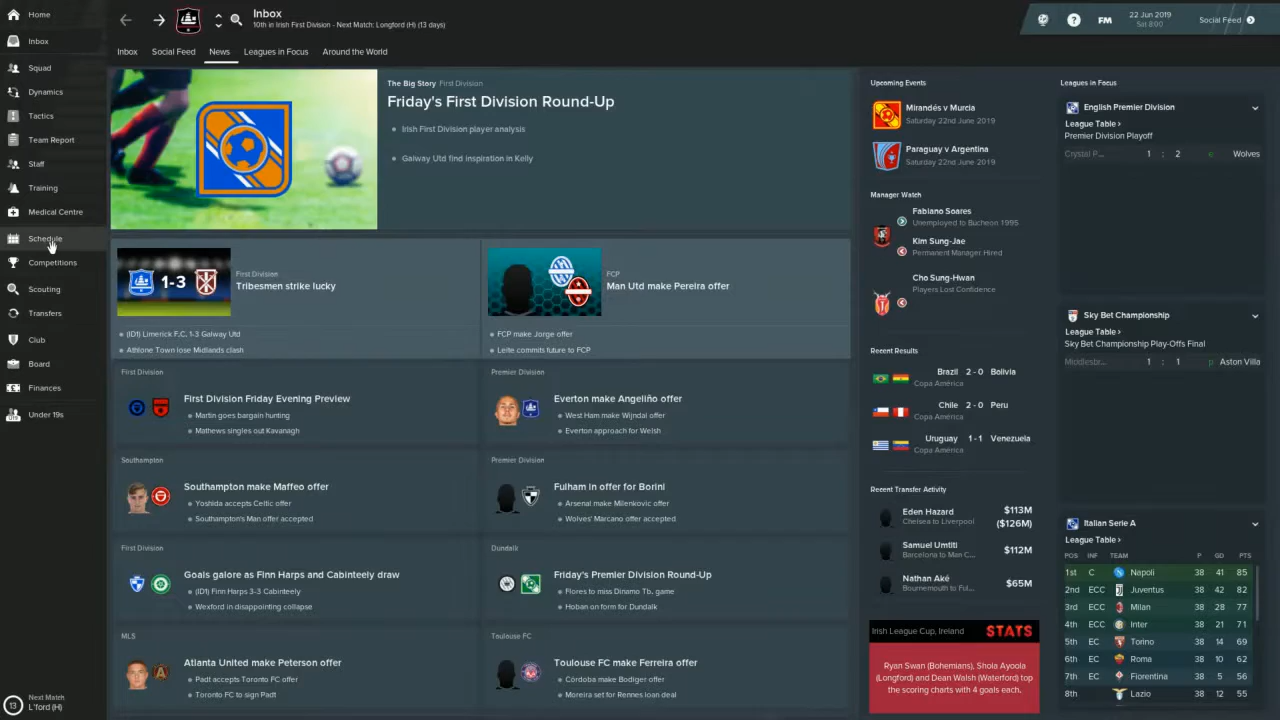 Home
Inbox
Squad
Dynamics
Tactics
Team Report
Staff
Training
Medical Centre
Schedule
Competitions
Scouting
Transfers
Club
Board
Finances
Under 19s
13
Next Match
L'ford (H)
Inbox
10th in Irish First Division - Next Match: Longford (H) (13 days)
FM
22 Jun 2019
Sat 8:00
Social Feed
Inbox
Social Feed
News
Leagues in Focus
Around the World
The Big Story First Division
Friday's First Division Round-Up
Irish First Division player analysis
Galway Utd find inspiration in Kelly
1-3
First Division
Tribesmen strike lucky
(ID1) Limerick F.C. 1-3 Galway Utd
Athlone Town lose Midlands clash
FCP
Man Utd make Pereira offer
FCP make Jorge offer
Leite commits future to FCP
First Division
First Division Friday Evening Preview
Martin goes bargain hunting
Mathews singles out Kavanagh
Premier Division
Everton make Angeliño offer
West Ham make Wijndal offer
Everton approach for Welsh
Southampton
Southampton make Maffeo offer
Yoshida accepts Celtic offer
Southampton's Man offer accepted
Premier Division
Fulham in offer for Borini
Arsenal make Milenkovic offer
Wolves' Marcano offer accepted
First Division
Goals galore as Finn Harps and Cabinteely draw
(ID1) Finn Harps 3-3 Cabinteely
Wexford in disappointing collapse
Dundalk
Friday's Premier Division Round-Up
Flores to miss Dinamo Tb. game
Hoban on form for Dundalk
MLS
Atlanta United make Peterson offer
Padt accepts Toronto FC offer
Toronto FC to sign Padt
Toulouse FC
Toulouse FC make Ferreira offer
Córdoba make Bodiger offer
Moreira set for Rennes loan deal
Upcoming Events
Mirandés v Murcia
Saturday 22nd June 2019
Paraguay v Argentina
Saturday 22nd June 2019
Manager Watch
Fabiano Soares
Unemployed to Bucheon 1995
Kim Sung-Jae
Permanent Manager Hired
Cho Sung-Hwan
Players Lost Confidence
Recent Results
Brazil 2 - 0 Bolivia
Copa América
Chile 2 - 0 Peru
Copa América
Uruguay 1 - 1 Venezuela
Copa América
Recent Transfer Activity
Eden Hazard $113M
Chelsea to Liverpool ($126M)
Samuel Umtiti $112M
Barcelona to Man C...
Nathan Aké $65M
Bournemouth to Ful...
Irish League Cup, Ireland STATS
Ryan Swan (Bohemians), Shola Ayoola
(Longford) and Dean Walsh (Waterford) top
the scoring charts with 4 goals each.
Leagues in Focus
English Premier Division
League Table >
Premier Division Playoff
Crystal P... 1 : 2 e Wolves
Sky Bet Championship
League Table >
Sky Bet Championship Play-Offs Final
Middlesbr... 1 : 1 p Aston Villa
Italian Serie A
League Table >
POS INF TEAM P GD PTS
1st C Napoli 38 41 85
2nd ECC Juventus 38 42 82
3rd ECC Milan 38 28 77
4th ECC Inter 38 21 71
5th EC Torino 38 14 69
6th EC Roma 38 10 62
7th EC Fiorentina 38 5 56
8th Lazio 38 12 55